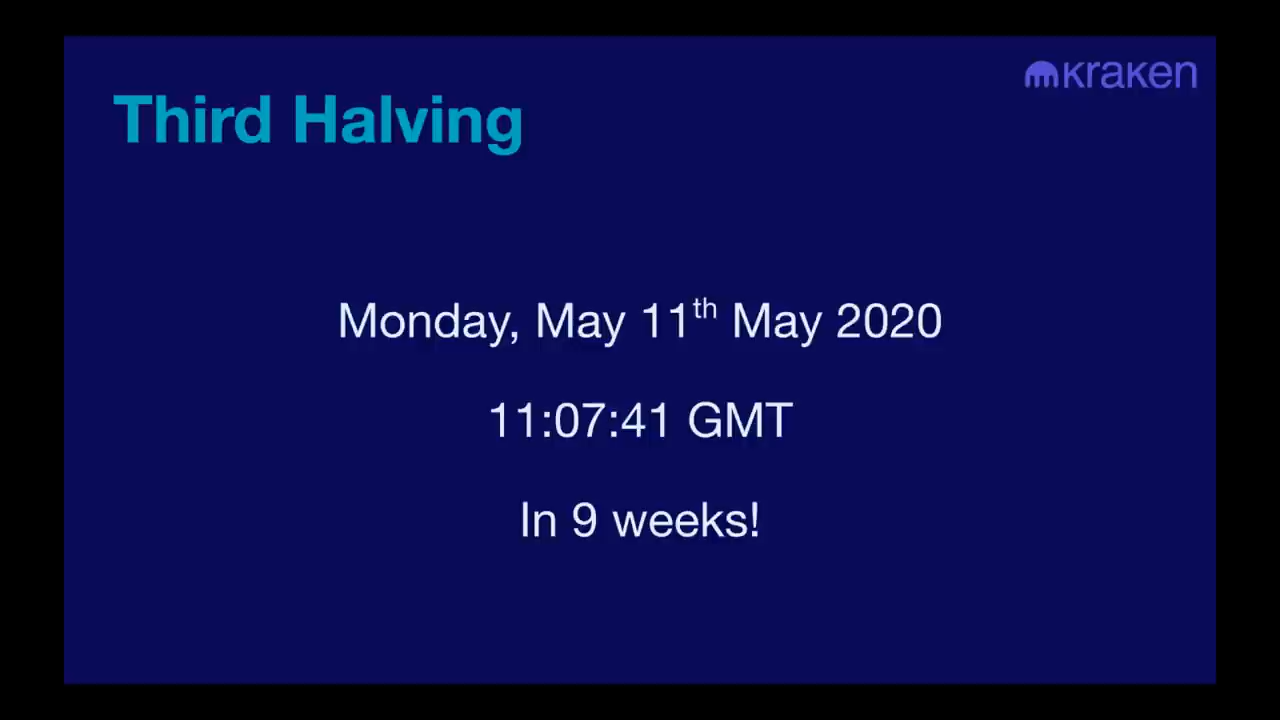 kraken
Third Halving
Monday, May 11th May 2020
11:07:41 GMT
In 9 weeks!